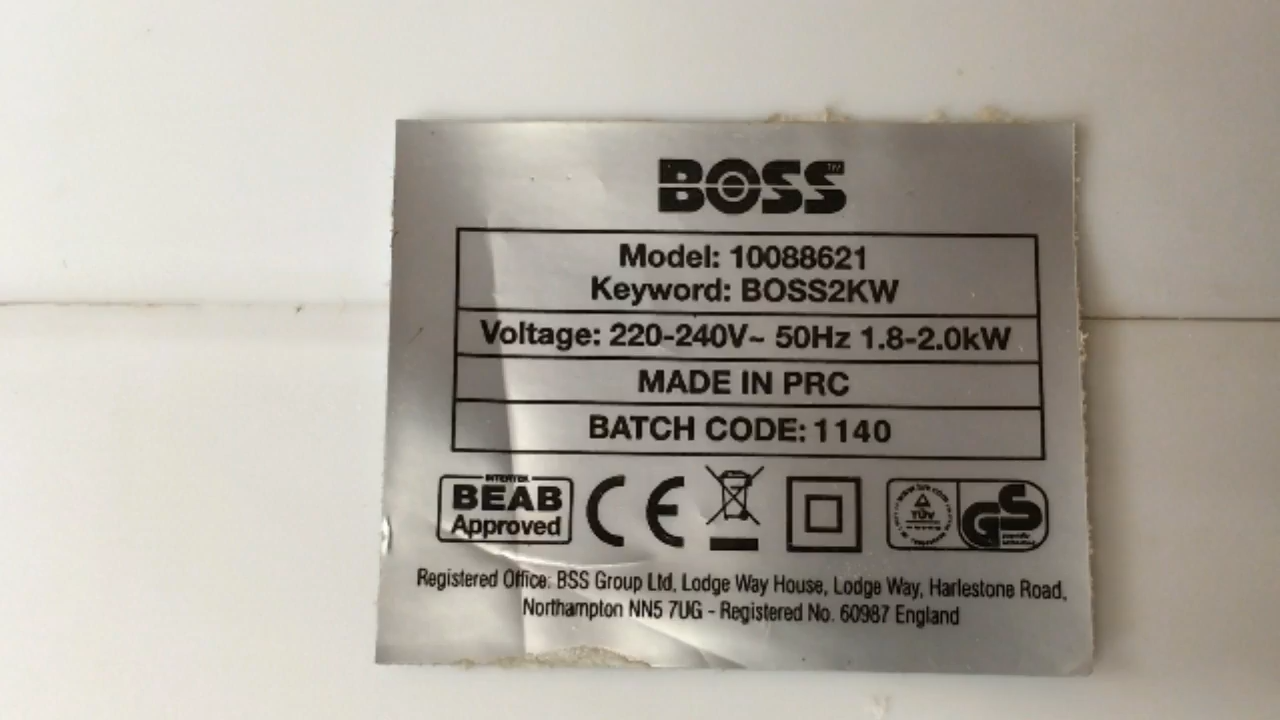 BOSS™
Model: 10088621
Keyword: BOSS2KW
Voltage: 220-240V~ 50Hz 1.8-2.0kW
MADE IN PRC
BATCH CODE: 1140
INTERTEK
BEAB
Approved
CE
TÜV
GS
Registered Office: BSS Group Ltd, Lodge Way House, Lodge Way, Harlestone Road,
Northampton NN5 7UG - Registered No. 60987 England